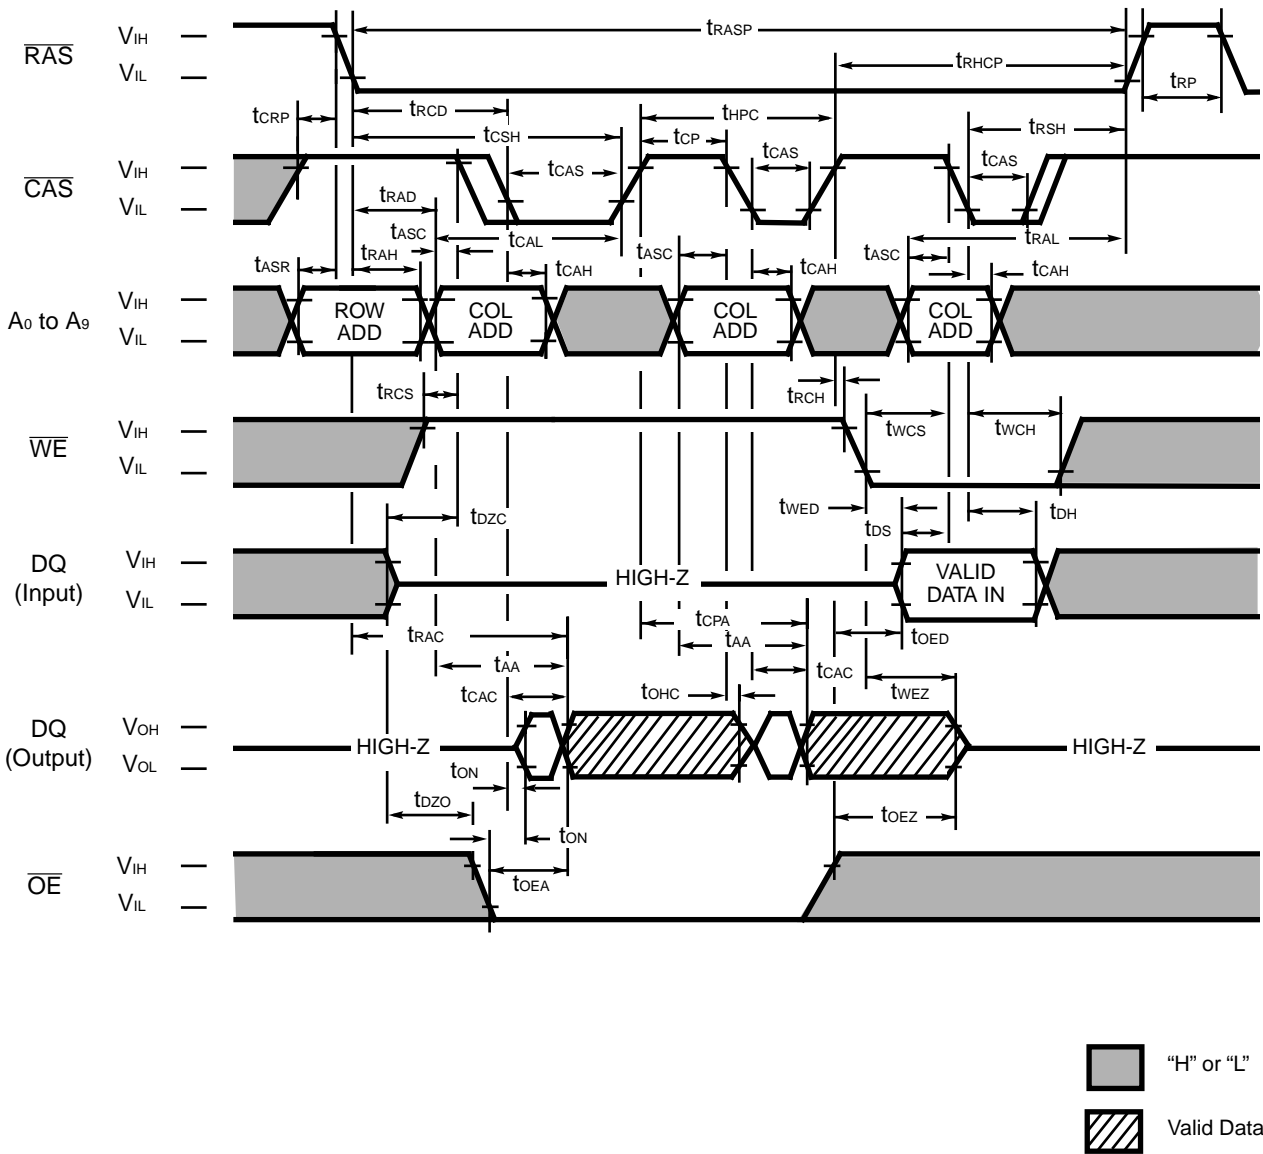 tRASP
RAS
VIH
VIL
tRHCP
tRP
tCRP
tRCD
tHPC
tCSH
tCP
tRSH
CAS
VIH
VIL
tCAS
tCAS
tCAS
tRAD
tASC
tCAL
tRAL
tASR
tRAH
tCAH
tASC
tCAH
tASC
tCAH
A0 to A9
VIH
VIL
ROW
ADD
COL
ADD
COL
ADD
COL
ADD
tRCS
tRCH
WE
VIH
VIL
tWCS
tWCH
tDZC
tWED
tDS
tDH
DQ
(Input)
VIH
VIL
HIGH-Z
VALID
DATA IN
tRAC
tCPA
tOED
tAA
tAA
tCAC
tCAC
tOHC
tWEZ
DQ
(Output)
VOH
VOL
HIGH-Z
HIGH-Z
tON
tDZO
tON
tOEZ
OE
VIH
VIL
tOEA
“H” or “L”
Valid Data